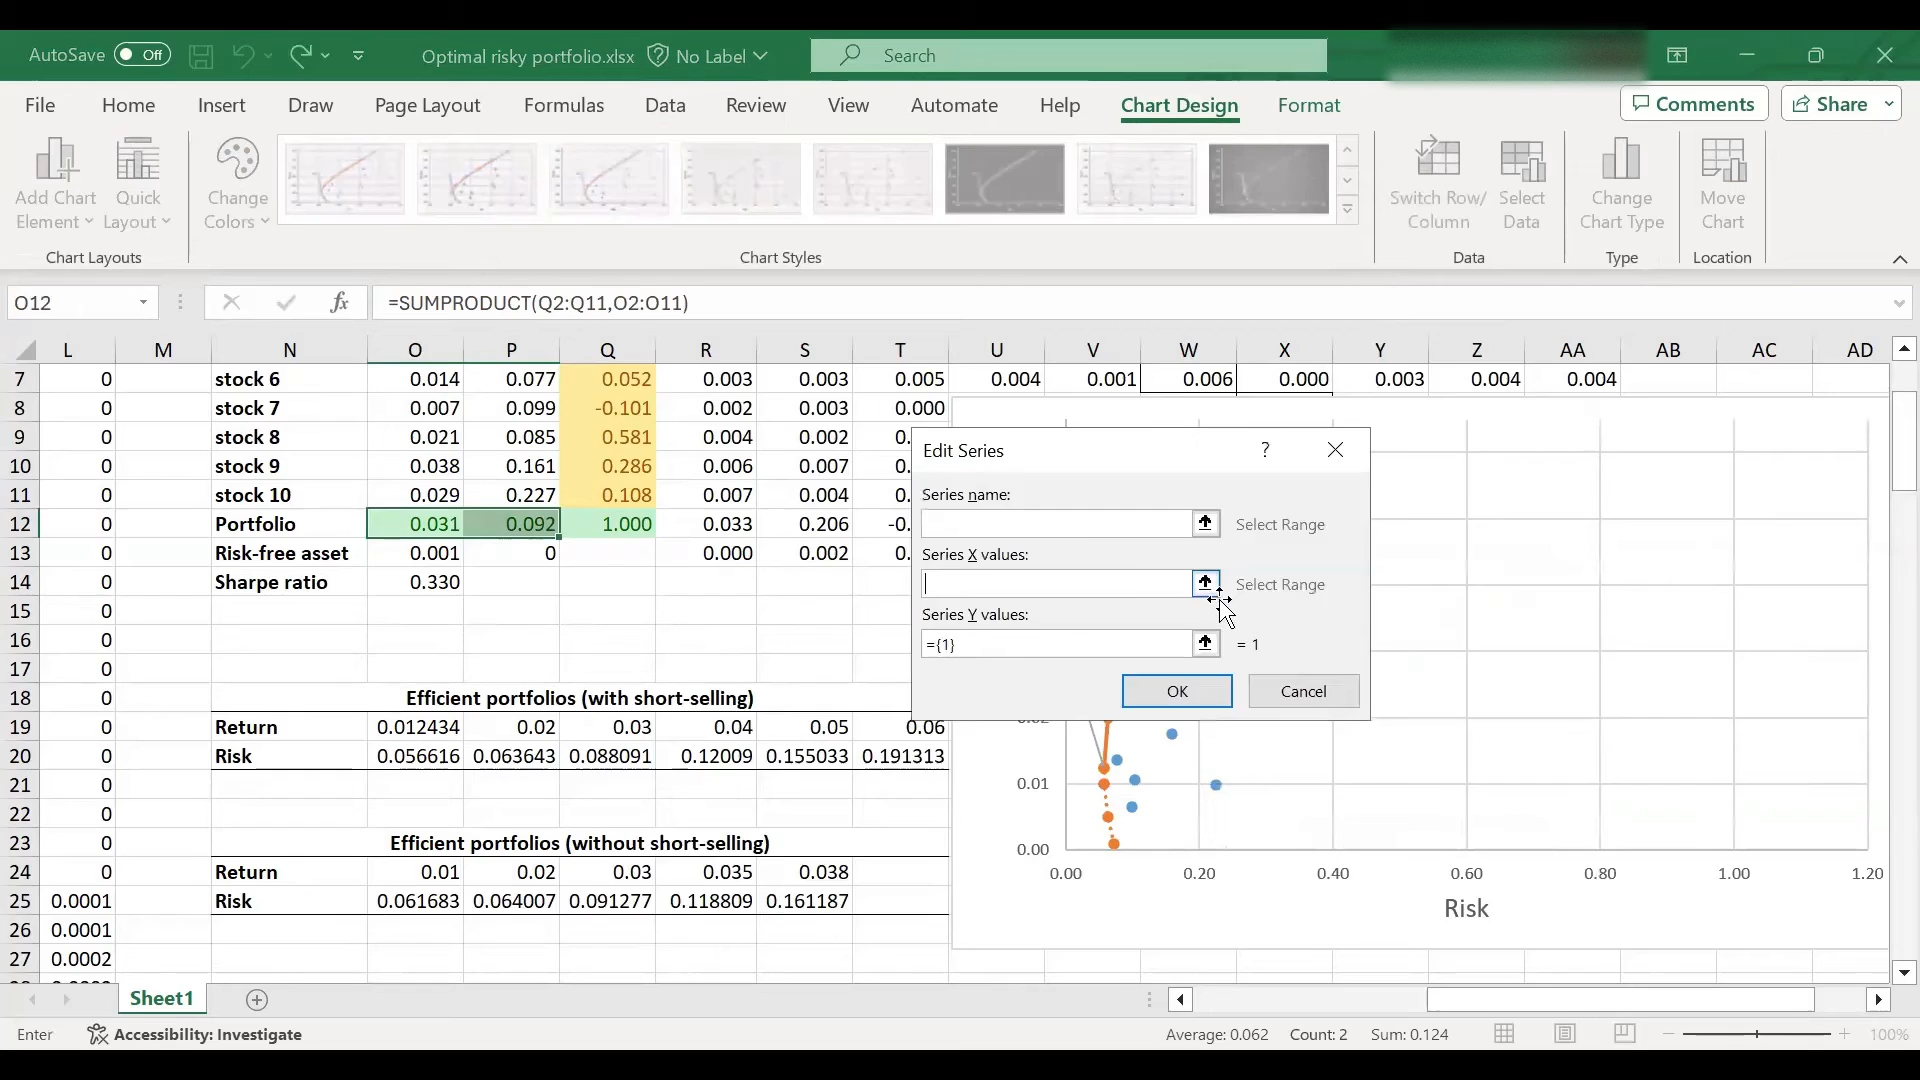 AutoSave Off Optimal risky portfolio.xlsx No Label Search
File Home Insert Draw Page Layout Formulas Data Review View Automate Help Chart Design Format Comments Share
Add Chart Element Quick Layout Change Colors Switch Row/ Column Select Data Change Chart Type Move Chart
Chart Layouts Chart Styles Data Type Location
O12 fx =SUMPRODUCT(Q2:Q11,O2:O11)
L M N O P Q R S T U V W X Y Z AA AB AC AD
7 0 stock 6 0.014 0.077 0.052 0.003 0.003 0.005 0.004 0.001 0.006 0.000 0.003 0.004 0.004
8 0 stock 7 0.007 0.099 -0.101 0.002 0.003 0.000
9 0 stock 8 0.021 0.085 0.581 0.004 0.002 0.
10 0 stock 9 0.038 0.161 0.286 0.006 0.007 0.
11 0 stock 10 0.029 0.227 0.108 0.007 0.004 0.
12 0 Portfolio 0.031 0.092 1.000 0.033 0.206 -0.
13 0 Risk-free asset 0.001 0 0.000 0.002 0.
14 0 Sharpe ratio 0.330
15 0
16 0
17 0
18 0 Efficient portfolios (with short-selling)
19 0 Return 0.012434 0.02 0.03 0.04 0.05 0.06
20 0 Risk 0.056616 0.063643 0.088091 0.12009 0.155033 0.191313
21 0
22 0
23 0 Efficient portfolios (without short-selling)
24 0 Return 0.01 0.02 0.03 0.035 0.038
25 0.0001 Risk 0.061683 0.064007 0.091277 0.118809 0.161187
26 0.0001
27 0.0002
Edit Series ?
Series name:
Select Range
Series X values:
Select Range
Series Y values:
={1} = 1
OK Cancel
0.01
0.00
0.00 0.20 0.40 0.60 0.80 1.00 1.20
Risk
Sheet1
Enter Accessibility: Investigate Average: 0.062 Count: 2 Sum: 0.124 100%